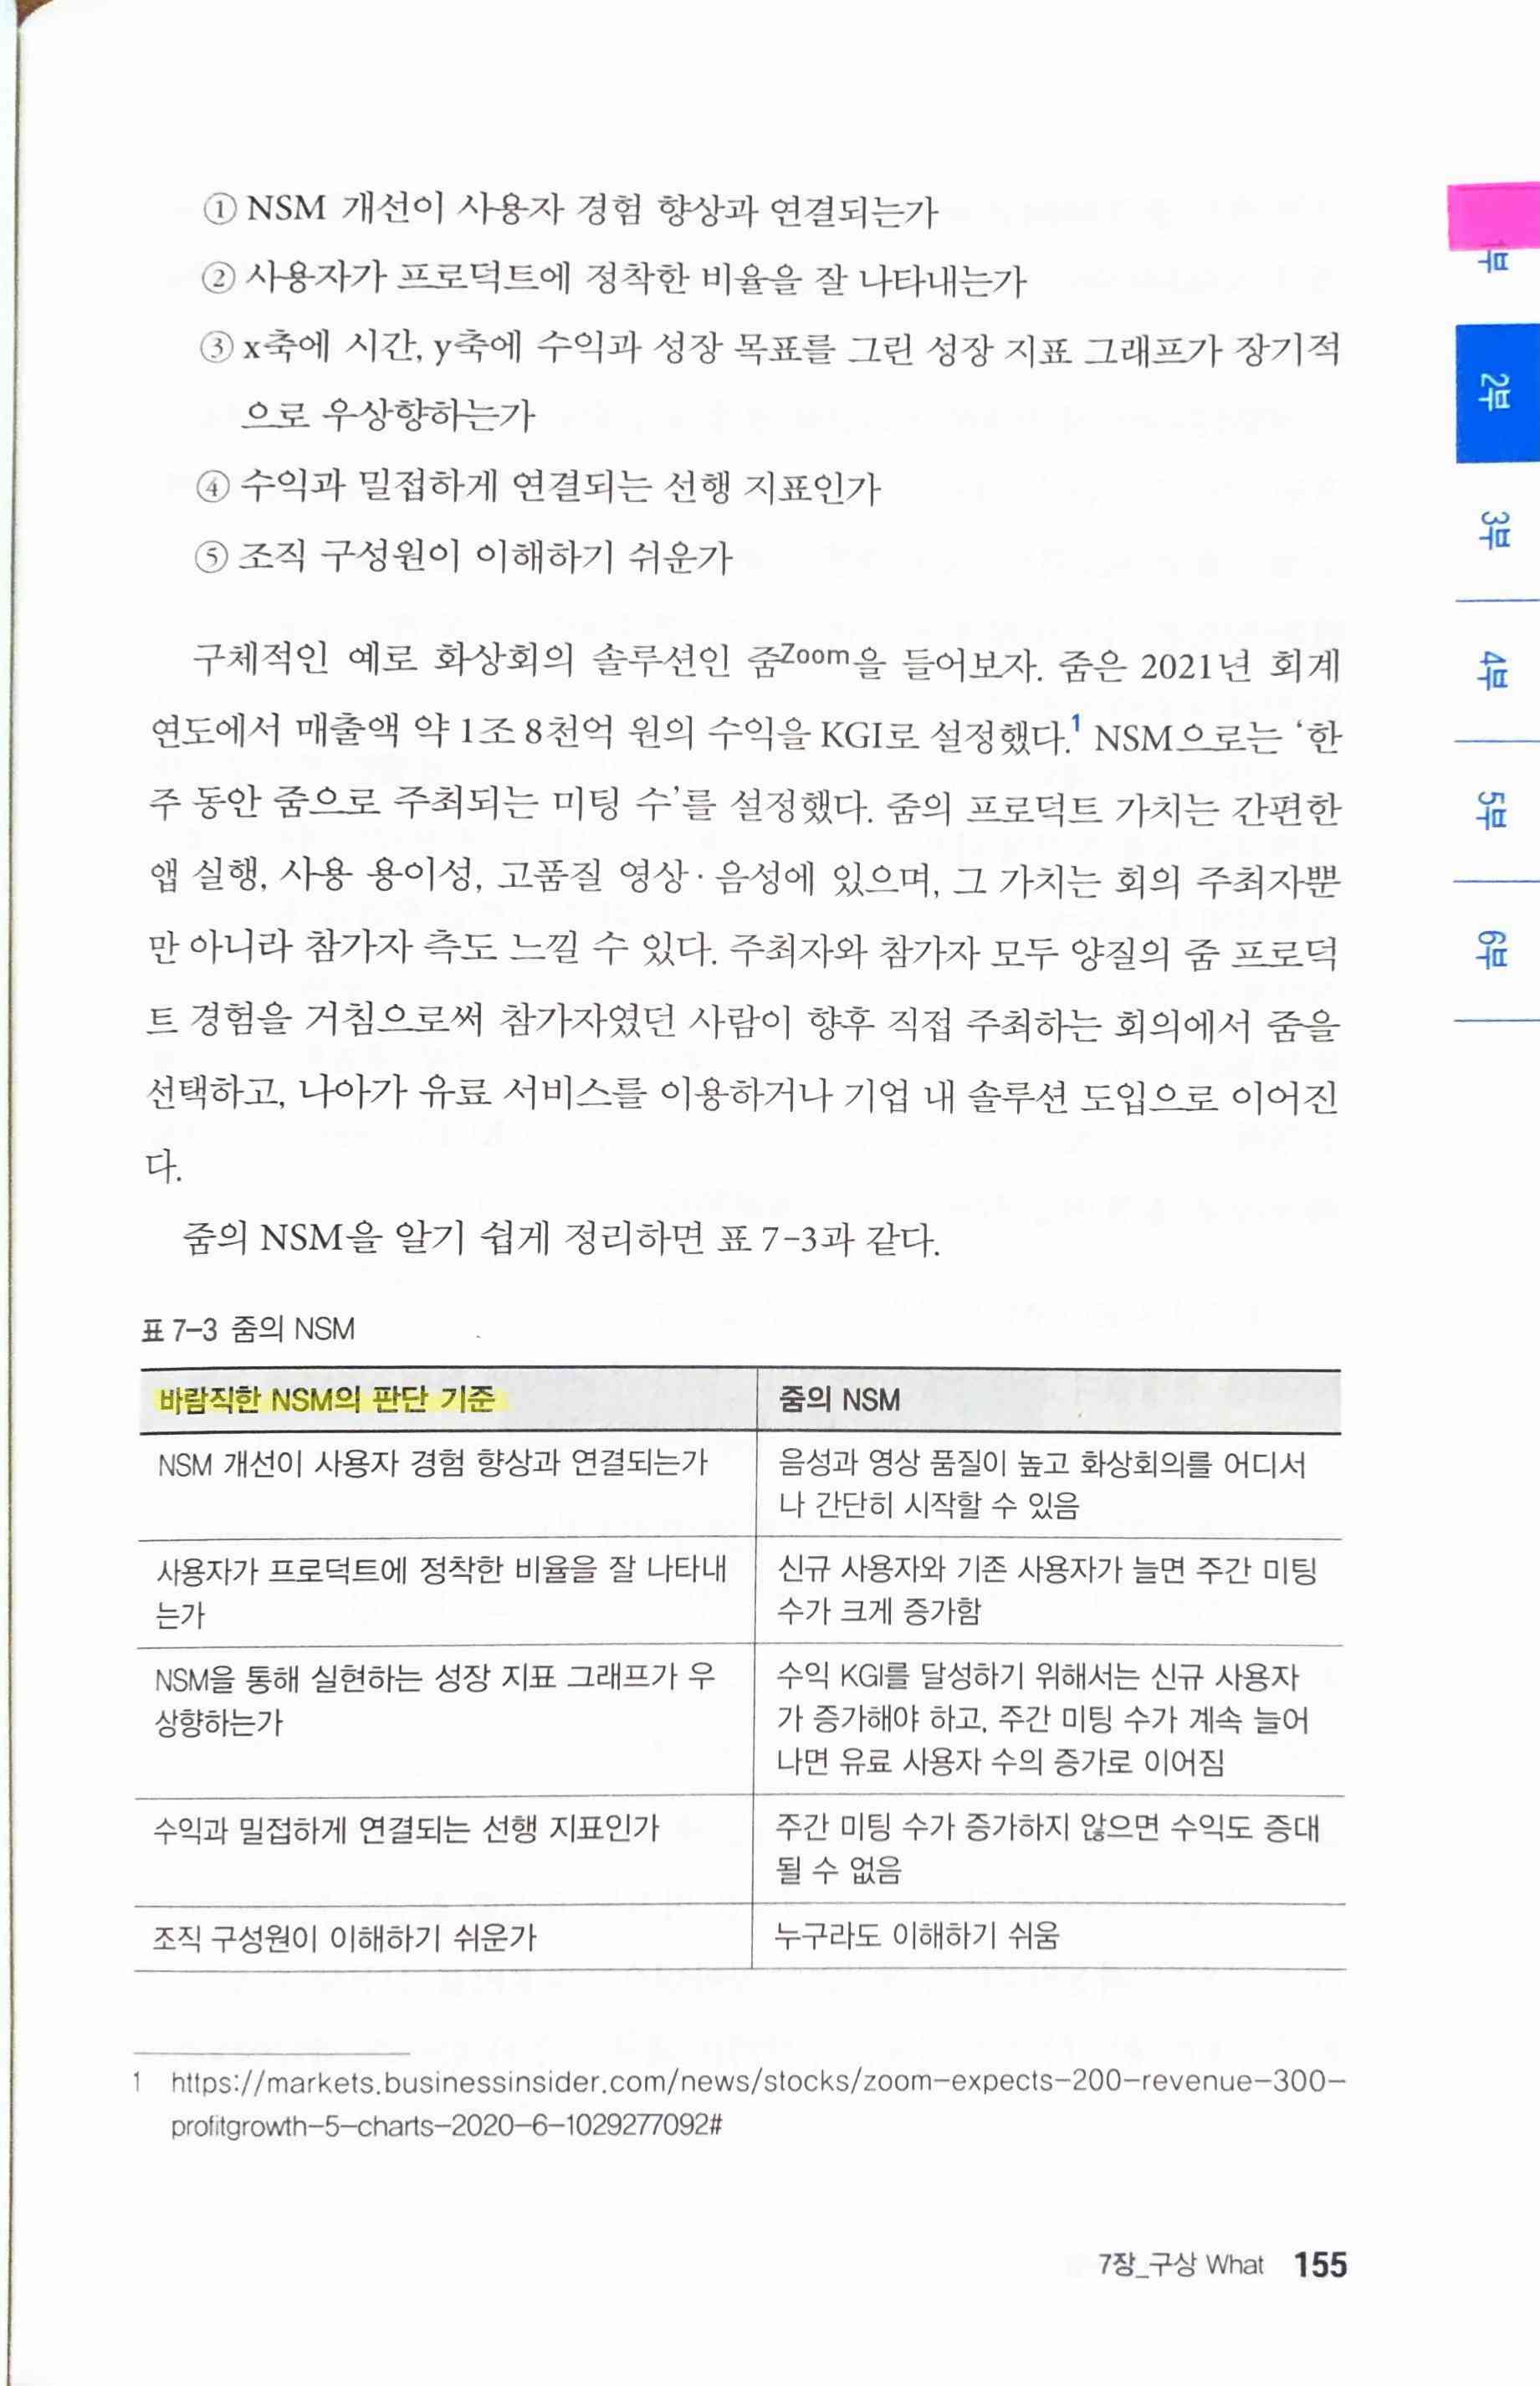 ① NSM 개선이 사용자 경험 향상과 연결되는가
② 사용자가 프로덕트에 정착한 비율을 잘 나타내는가
③ x축에 시간, y축에 수익과 성장 목표를 그린 성장 지표 그래프가 장기적
으로 우상향하는가
④ 수익과 밀접하게 연결되는 선행 지표인가
⑤ 조직 구성원이 이해하기 쉬운가
구체적인 예로 화상회의 솔루션인 줌Zoom을 들어보자. 줌은 2021년 회계
연도에서 매출액 약 1조 8천억 원의 수익을 KGI로 설정했다.1 NSM으로는 ‘한
주 동안 줌으로 주최되는 미팅 수’를 설정했다. 줌의 프로덕트 가치는 간편한
앱 실행, 사용 용이성, 고품질 영상·음성에 있으며, 그 가치는 회의 주최자뿐
만 아니라 참가자 측도 느낄 수 있다. 주최자와 참가자 모두 양질의 줌 프로덕
트 경험을 거침으로써 참가자였던 사람이 향후 직접 주최하는 회의에서 줌을
선택하고, 나아가 유료 서비스를 이용하거나 기업 내 솔루션 도입으로 이어진
다.
줌의 NSM을 알기 쉽게 정리하면 표 7-3과 같다.
표 7-3 줌의 NSM
바람직한 NSM의 판단 기준
줌의 NSM
NSM 개선이 사용자 경험 향상과 연결되는가
음성과 영상 품질이 높고 화상회의를 어디서
나 간단히 시작할 수 있음
사용자가 프로덕트에 정착한 비율을 잘 나타내
는가
신규 사용자와 기존 사용자가 늘면 주간 미팅
수가 크게 증가함
NSM을 통해 실현하는 성장 지표 그래프가 우
상향하는가
수익 KGI를 달성하기 위해서는 신규 사용자
가 증가해야 하고, 주간 미팅 수가 계속 늘어
나면 유료 사용자 수의 증가로 이어짐
수익과 밀접하게 연결되는 선행 지표인가
주간 미팅 수가 증가하지 않으면 수익도 증대
될 수 없음
조직 구성원이 이해하기 쉬운가
누구라도 이해하기 쉬움
1 https://markets.businessinsider.com/news/stocks/zoom-expects-200-revenue-300-
profitgrowth-5-charts-2020-6-1029277092#
7장_구상 What 155
1부
2부
3부
4부
5부
6부